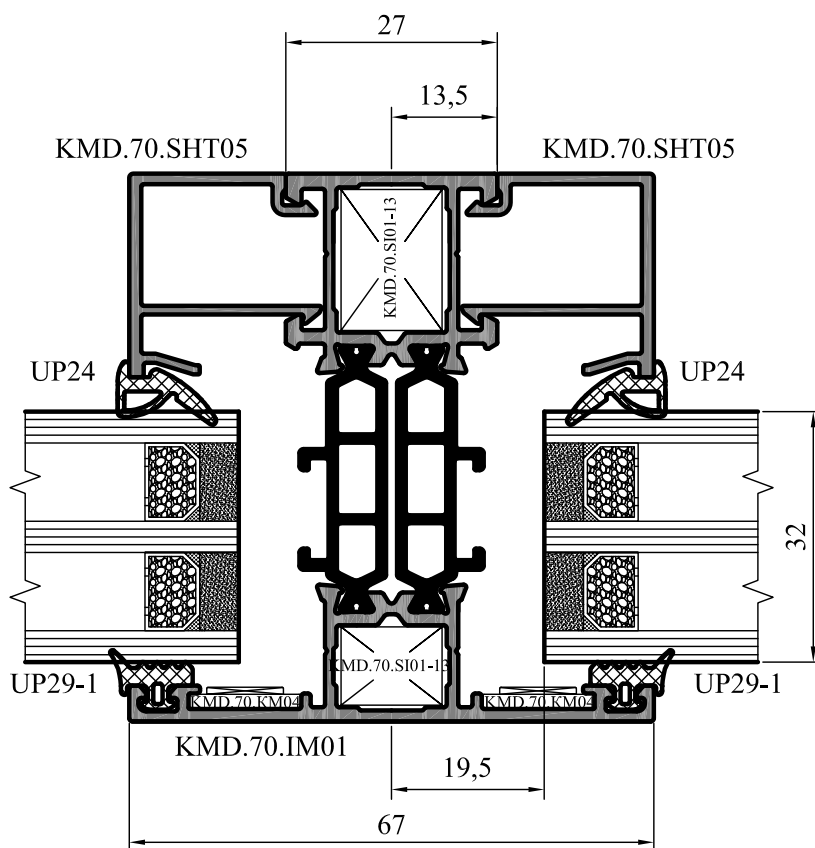 27
13,5
KMD.70.SHT05
KMD.70.SHT05
KMD.70.SI01-13
UP24
UP24
32
KMD.70.SI01-13
UP29-1
UP29-1
KMD.70.KM04
KMD.70.KM04
KMD.70.IM01
19,5
67